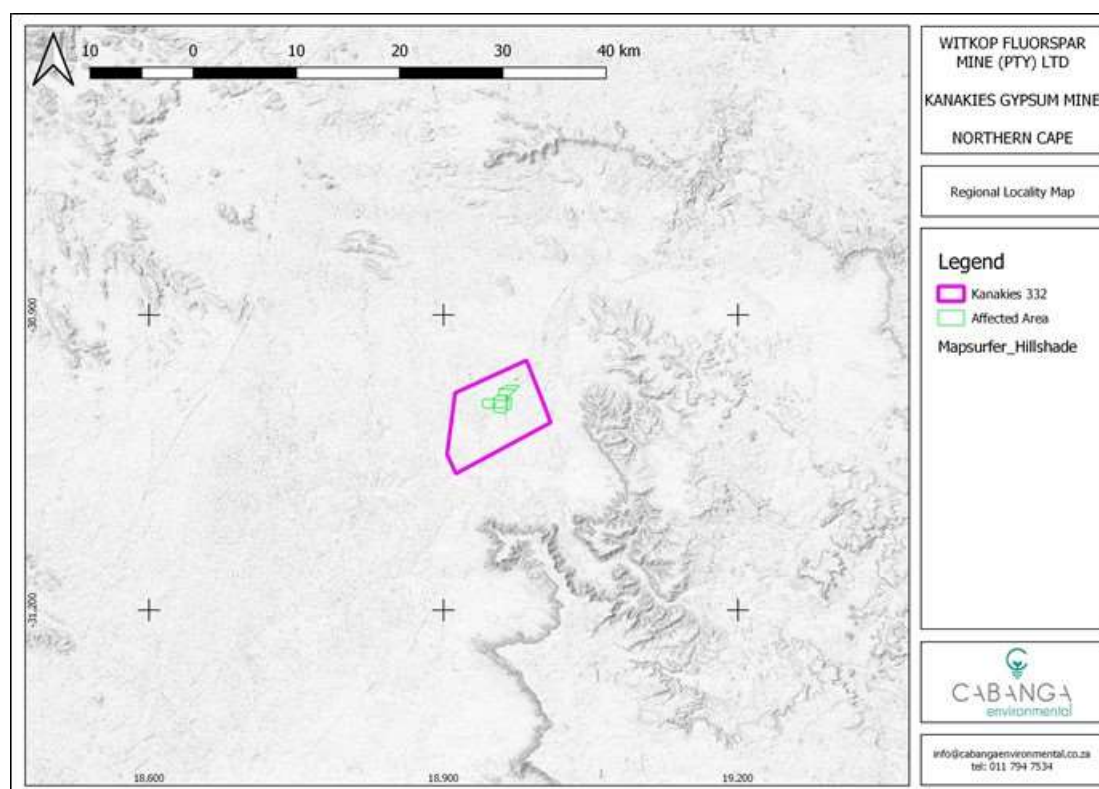 10 0 10 20 30 40 km
WITKOP FLUORSPAR
MINE (PTY) LTD
KANAKIES GYPSUM MINE
NORTHERN CAPE
Regional Locality Map
Legend
Kanakies 332
Affected Area
Mapsurfer_Hillshade
-30.900
-31.200
18.600 18.900 19.200
CABANGA
environmental
info@cabangaenvironmental.co.za
tel: 011 794 7534